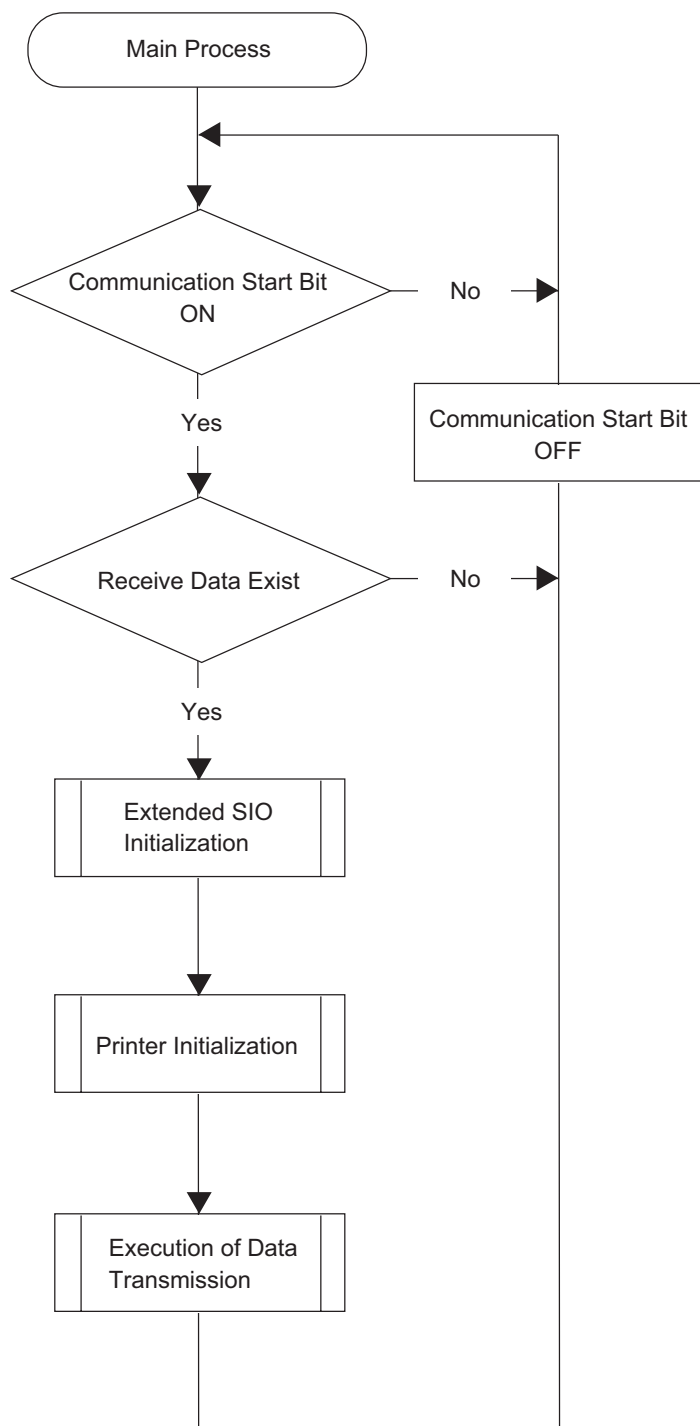 Main Process
Communication Start Bit
ON
No
Communication Start Bit
OFF
Yes
Receive Data Exist
No
Yes
Extended SIO
Initialization
Printer Initialization
Execution of Data
Transmission